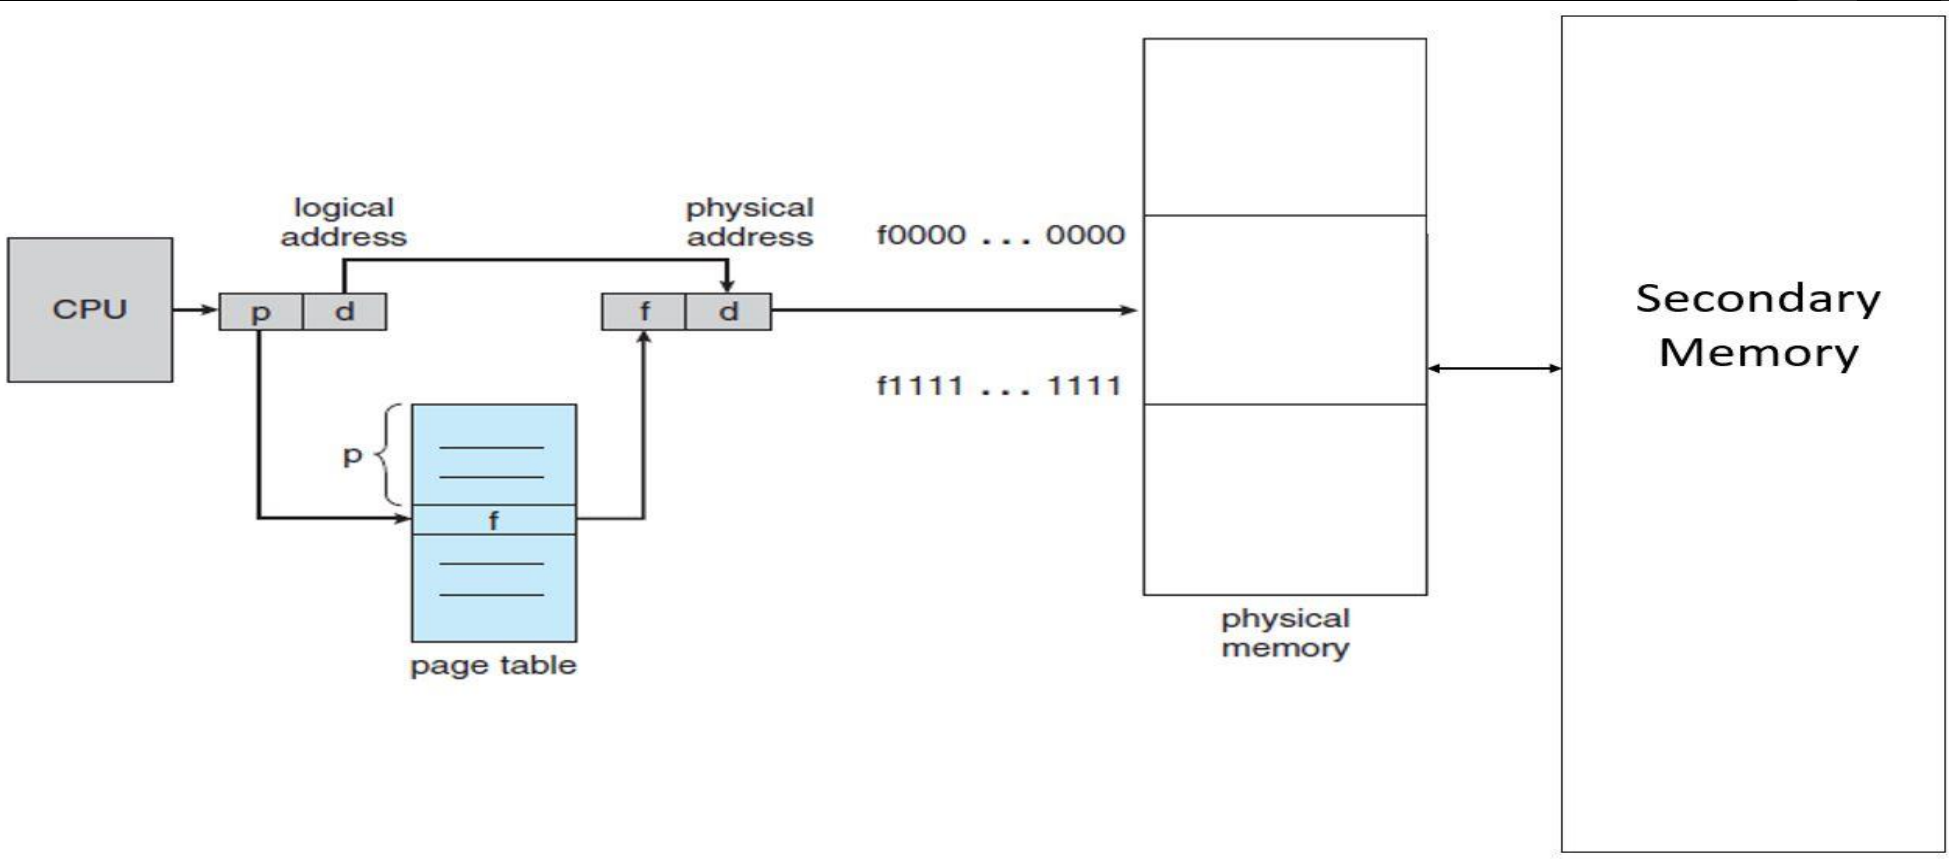 logical
address
physical
address
f0000 ... 0000
CPU
p
d
f
d
f1111 ... 1111
p
f
page table
physical
memory
Secondary
Memory